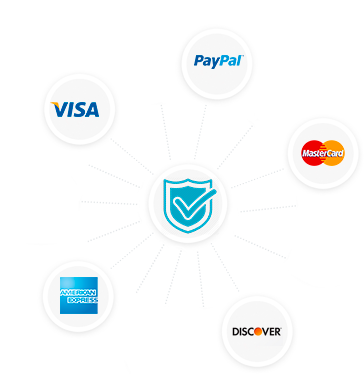 PayPal
VISA
MasterCard
AMERICAN
EXPRESS
DISCOVER